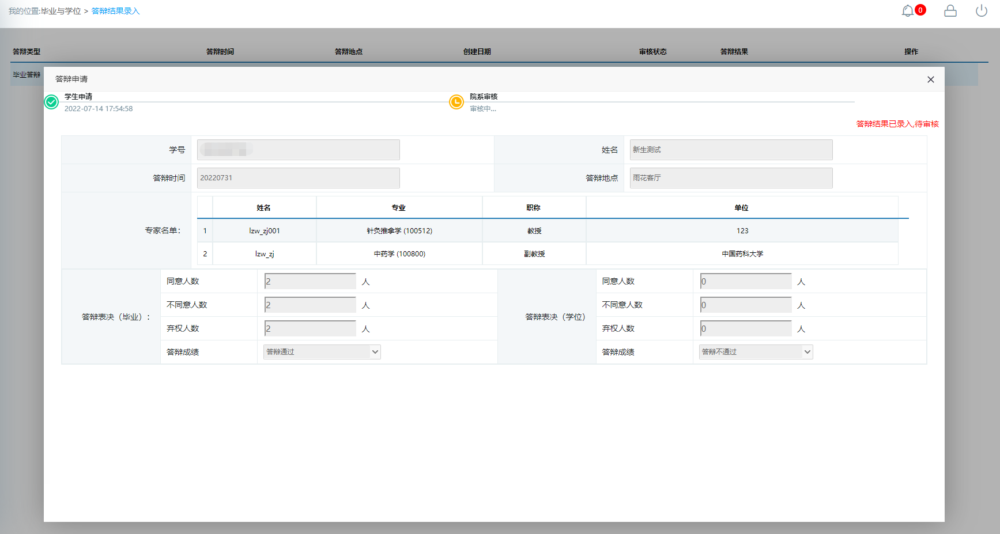 我的位置:毕业与学位 > 答辩结果录入
0
答辩类型 答辩时间 答辩地点 创建日期 审核状态 答辩结果 操作
毕业答辩
答辩申请
学生申请 院系审核
2022-07-14 17:54:58 审核中...
答辩结果已录入,待审核
学号 姓名 新生测试
答辩时间 20220731 答辩地点 雨花客厅
专家名单：
姓名 专业 职称 单位
1 lzw_zj001 针灸推拿学 (100512) 教授 123
2 lzw_zj 中药学 (100800) 副教授 中国药科大学
答辩表决（毕业）：
同意人数 2 人
不同意人数 2 人
弃权人数 2 人
答辩成绩 答辩通过
答辩表决（学位）
同意人数 0 人
不同意人数 0 人
弃权人数 0 人
答辩成绩 答辩不通过